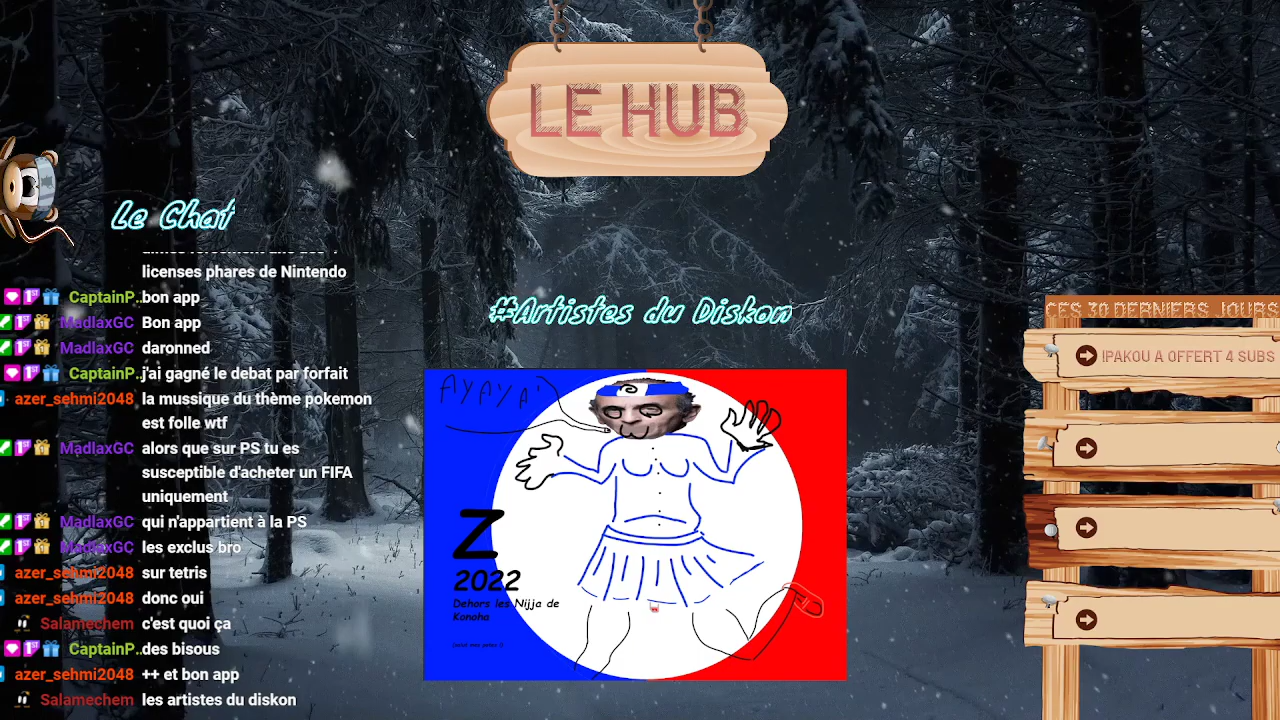 LE HUB
Le Chat
licenses phares de Nintendo
CaptainP.. bon app
MadlaxGC Bon app
MadlaxGC daronned
CaptainP.. j'ai gagné le debat par forfait
azer_sehmi2048 la mussique du thème pokemon
est folle wtf
MadlaxGC alors que sur PS tu es
susceptible d'acheter un FIFA
uniquement
MadlaxGC qui n'appartient à la PS
MadlaxGC les exclus bro
azer_sehmi2048 sur tetris
azer_sehmi2048 donc oui
Salamechem c'est quoi ça
CaptainP.. des bisous
azer_sehmi2048 ++ et bon app
Salamechem les artistes du diskon
#Artistes du Diskon
AYAYA
Z
2022
Dehors les Nijja de
Konoha
CES 30 DERNIERS JOURS
IPAKOU A OFFERT 4 SUBS